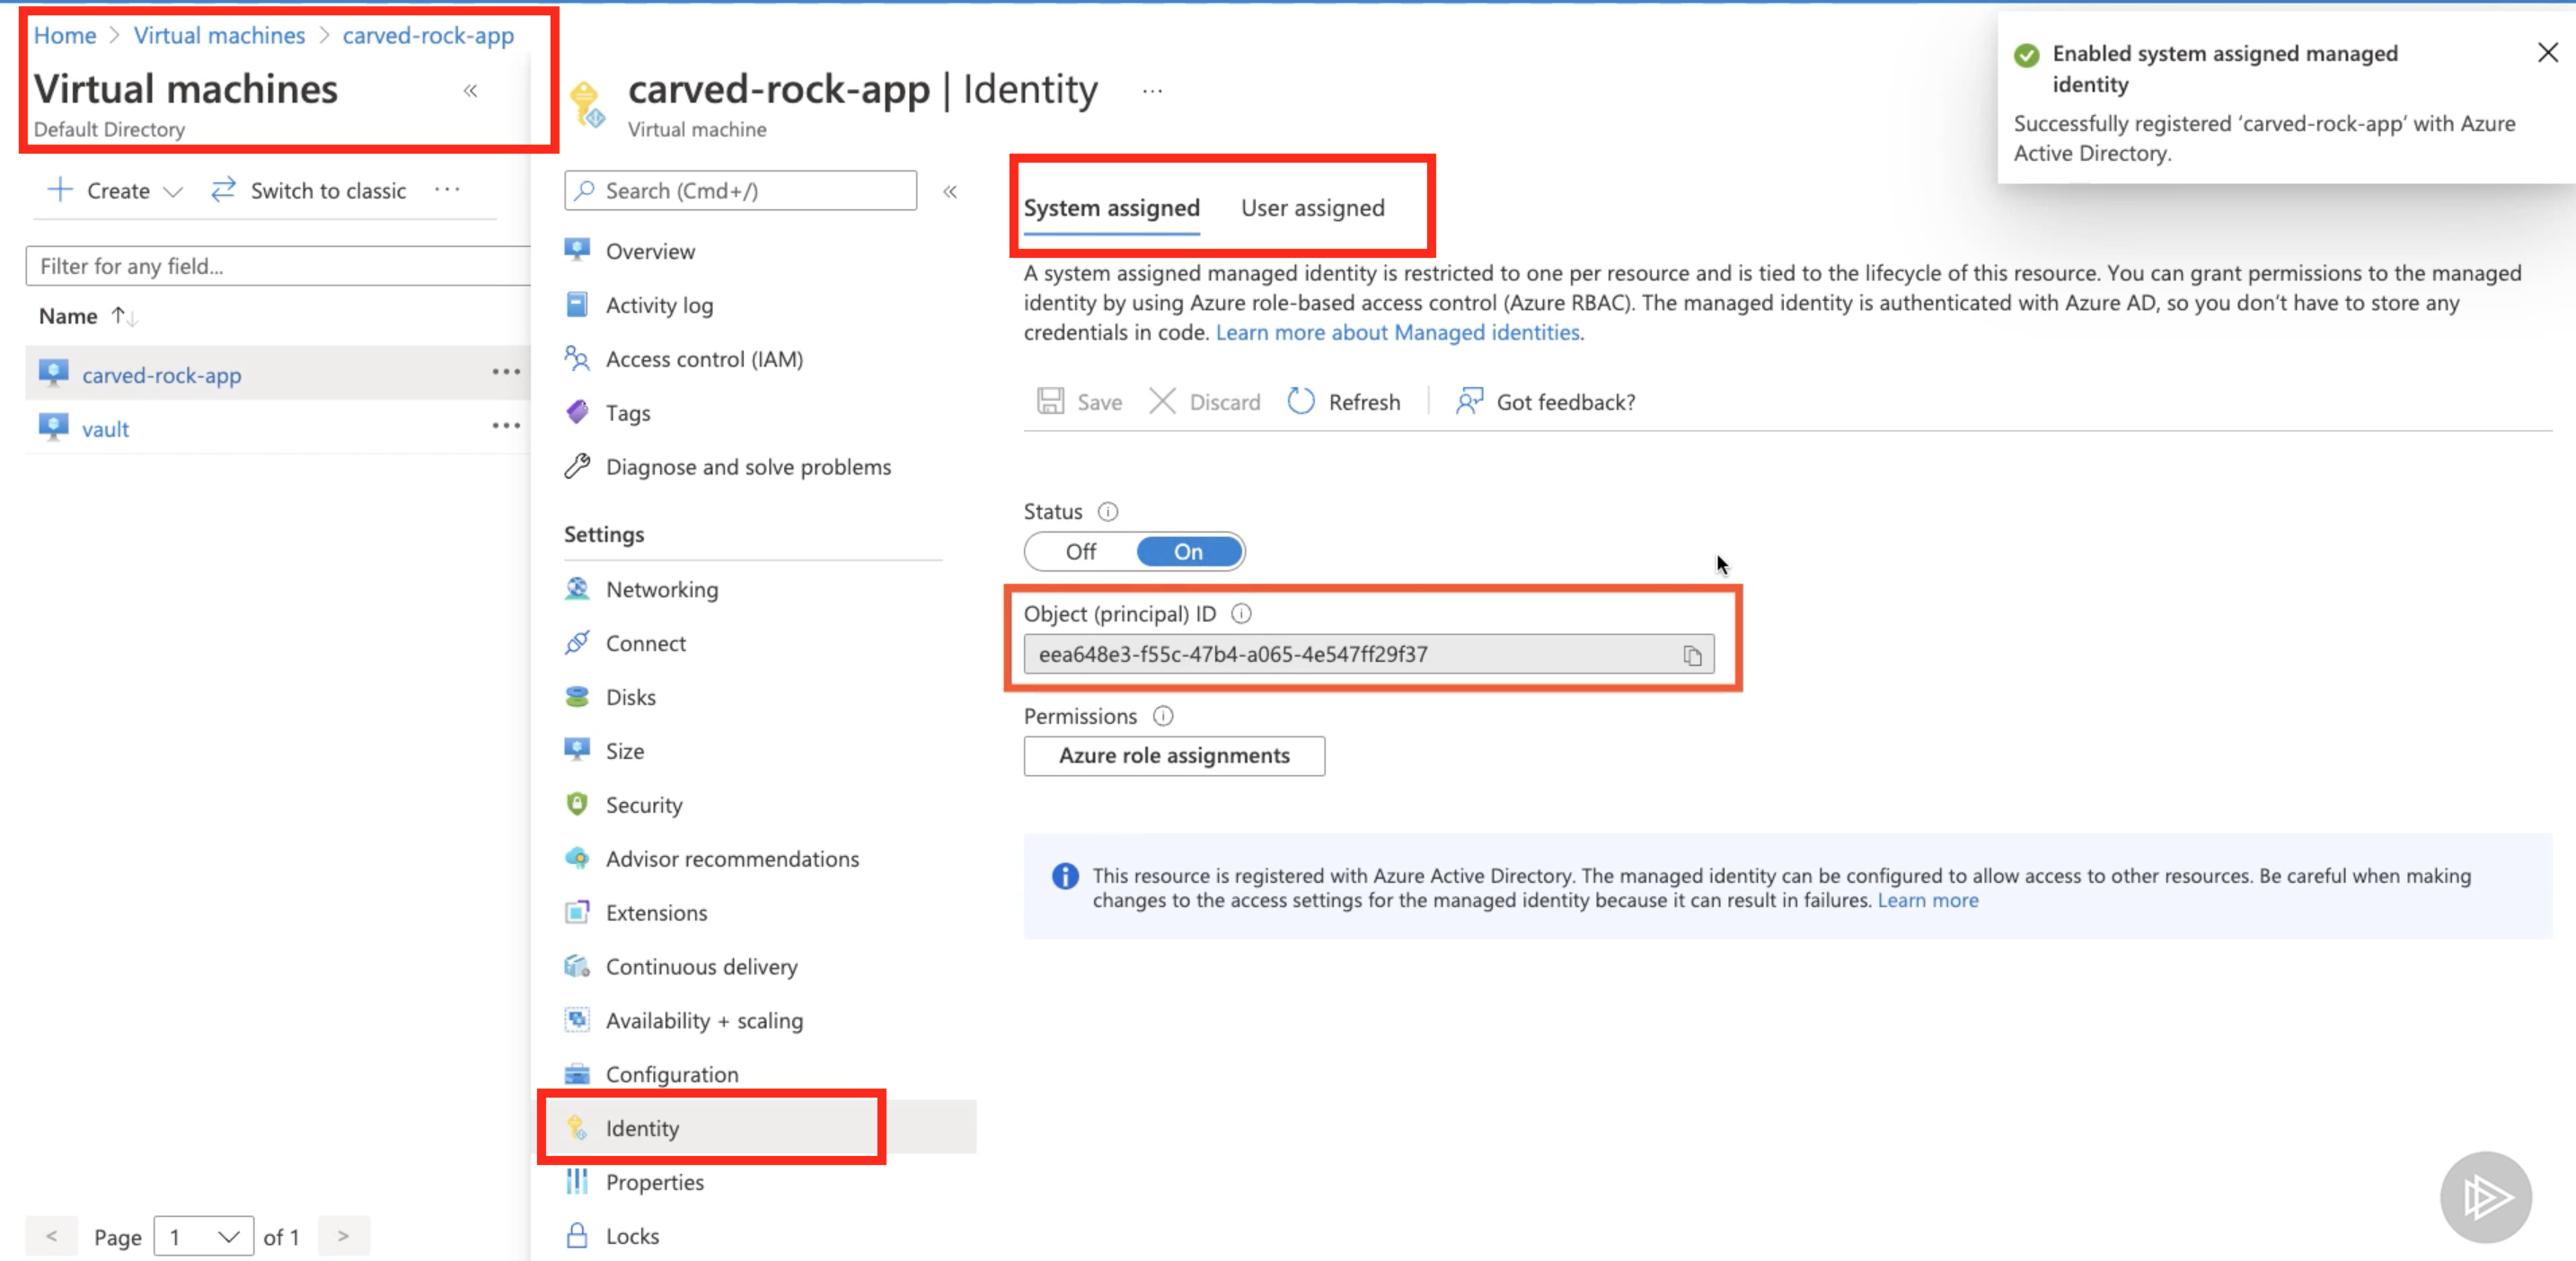 Home > Virtual machines > carved-rock-app
Virtual machines
Default Directory
Create
Switch to classic
Filter for any field...
Name
carved-rock-app
vault
Page 1 of 1
carved-rock-app | Identity
Virtual machine
Search (Cmd+/)
Overview
Activity log
Access control (IAM)
Tags
Diagnose and solve problems
Settings
Networking
Connect
Disks
Size
Security
Advisor recommendations
Extensions
Continuous delivery
Availability + scaling
Configuration
Identity
Properties
Locks
System assigned User assigned
A system assigned managed identity is restricted to one per resource and is tied to the lifecycle of this resource. You can grant permissions to the managed
identity by using Azure role-based access control (Azure RBAC). The managed identity is authenticated with Azure AD, so you don't have to store any
credentials in code. Learn more about Managed identities.
Save Discard Refresh Got feedback?
Status
Off On
Object (principal) ID
eea648e3-f55c-47b4-a065-4e547ff29f37
Permissions
Azure role assignments
This resource is registered with Azure Active Directory. The managed identity can be configured to allow access to other resources. Be careful when making
changes to the access settings for the managed identity because it can result in failures. Learn more
Enabled system assigned managed
identity
Successfully registered 'carved-rock-app' with Azure
Active Directory.